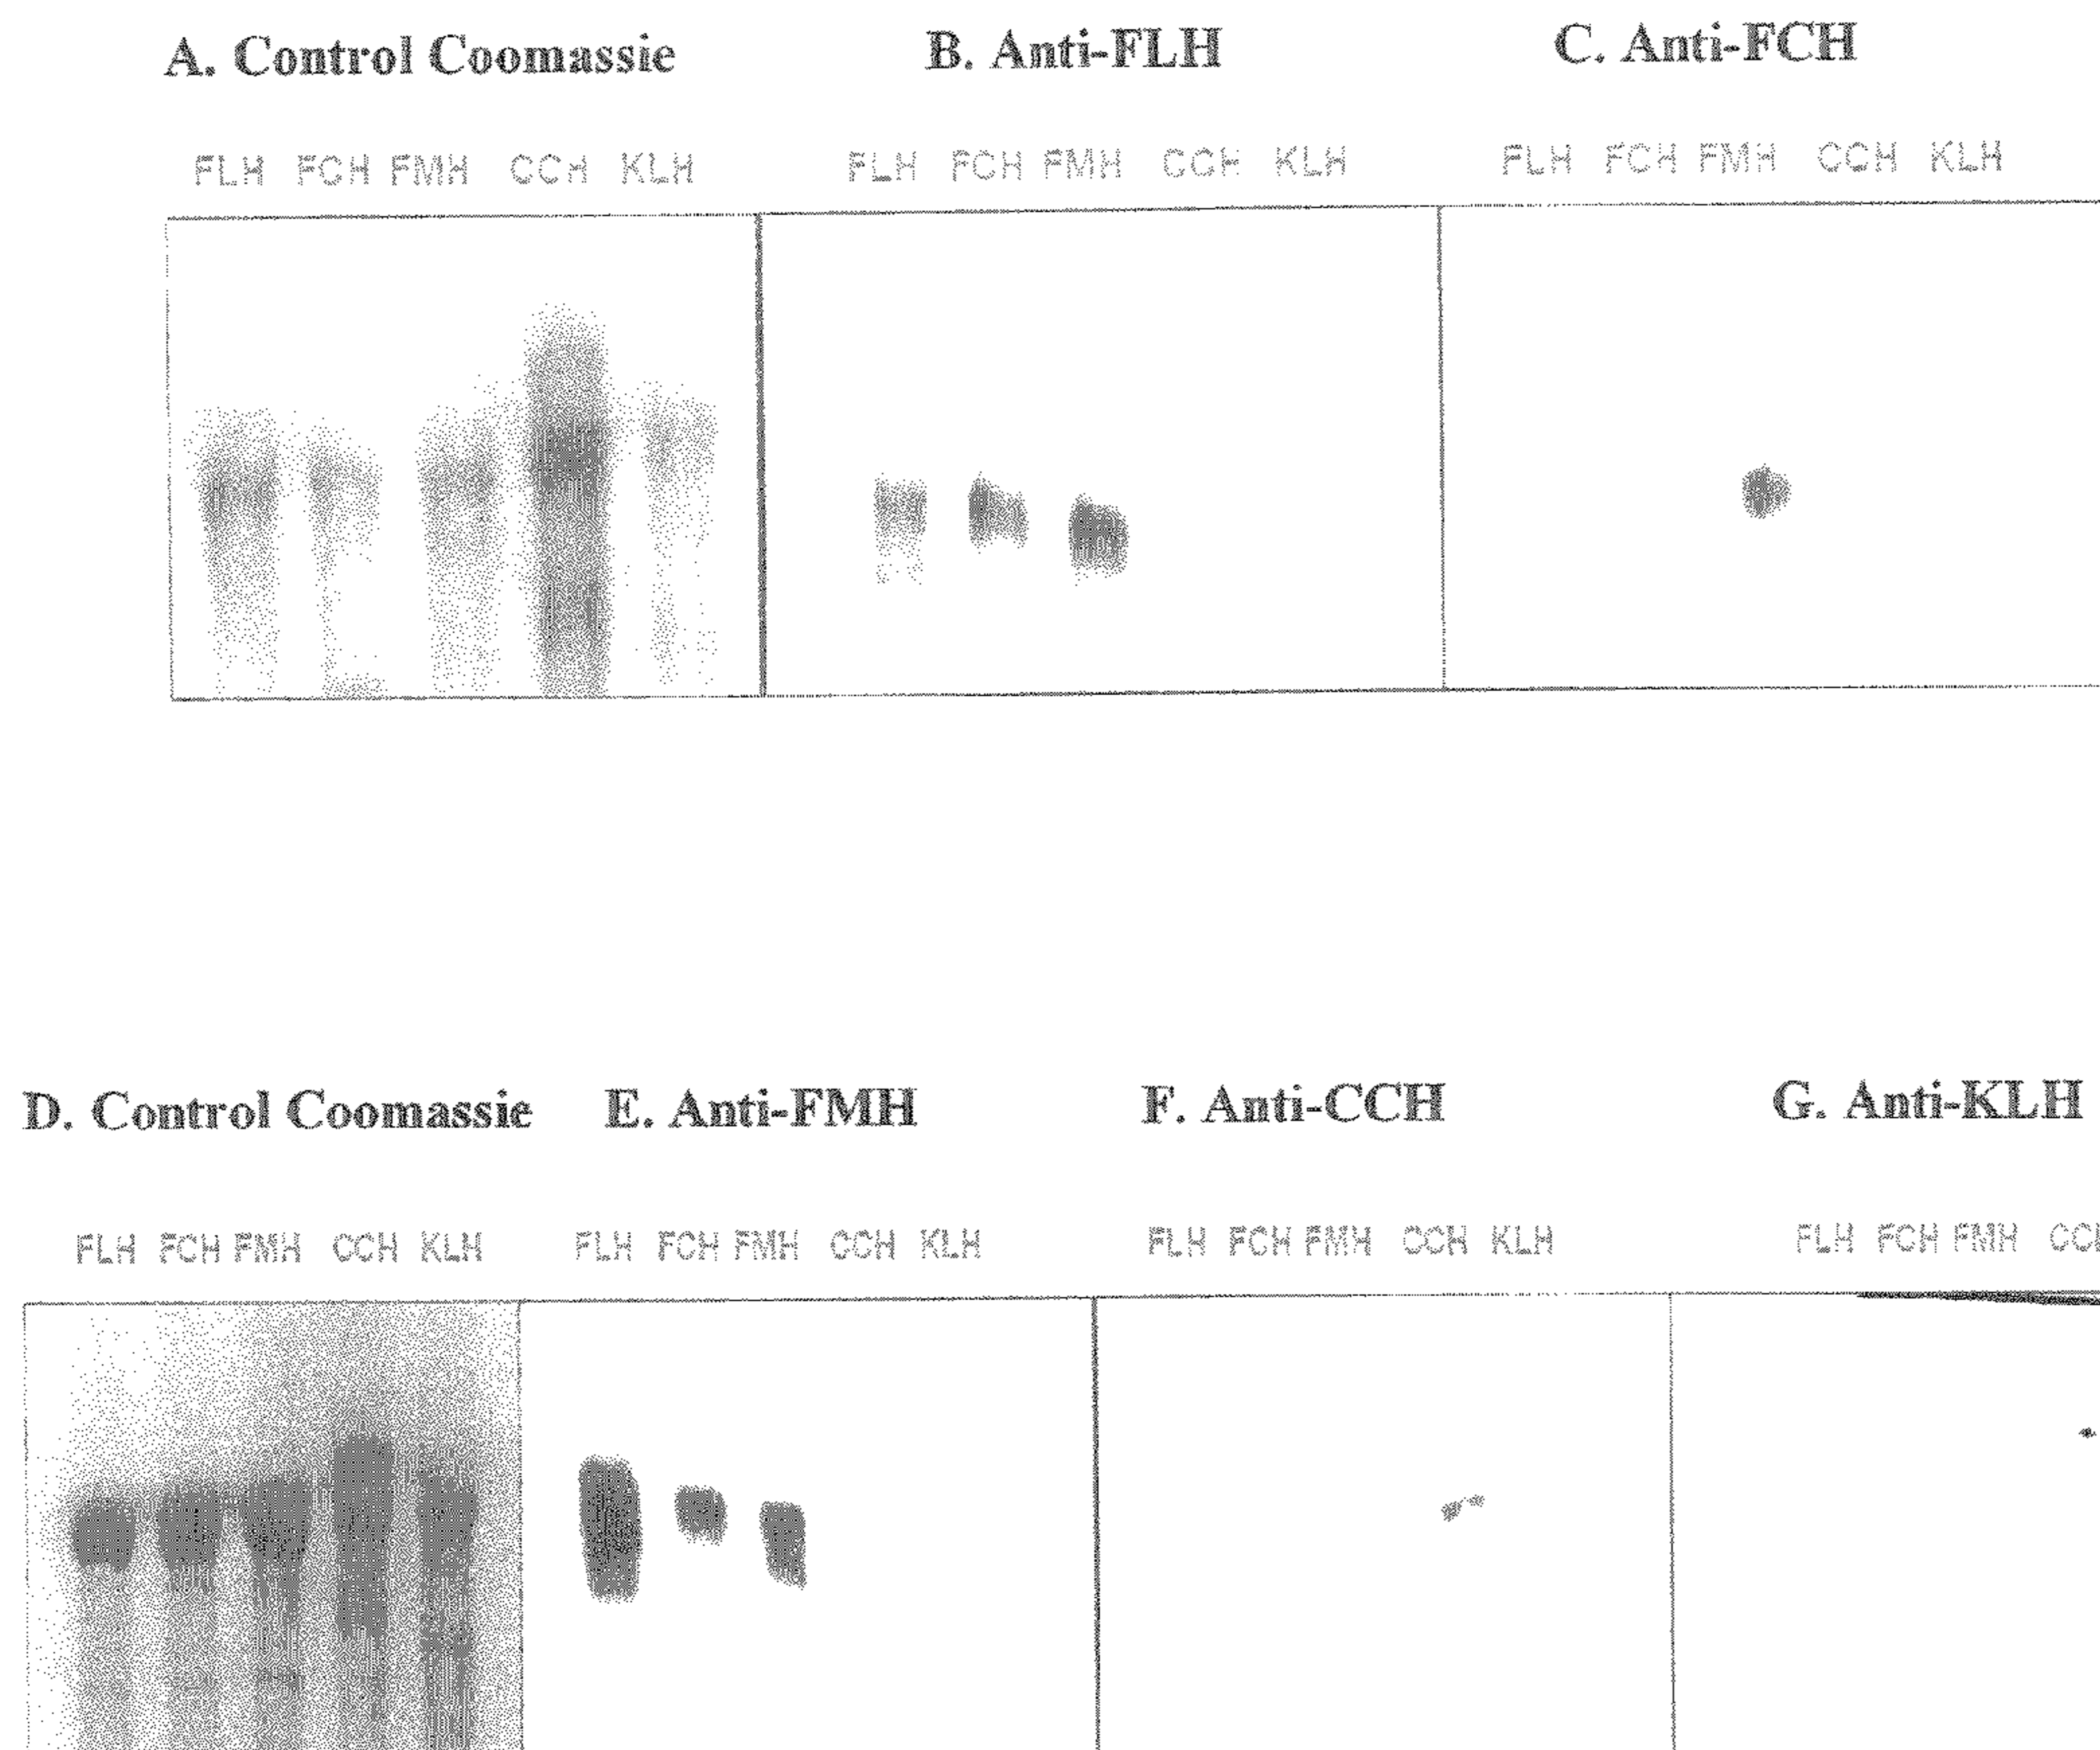 A. Control Coomassie B. Anti-FLH C. Anti-FCH
FLH FCH FMH CCH KLH FLH FCH FMH CCH KLH FLH FCH FMH CCH KLH
D. Control Coomassie E. Anti-FMH F. Anti-CCH G. Anti-KLH
FLH FCH FMH CCH KLH FLH FCH FMH CCH KLH FLH FCH FMH CCH KLH FLH FCH FMH